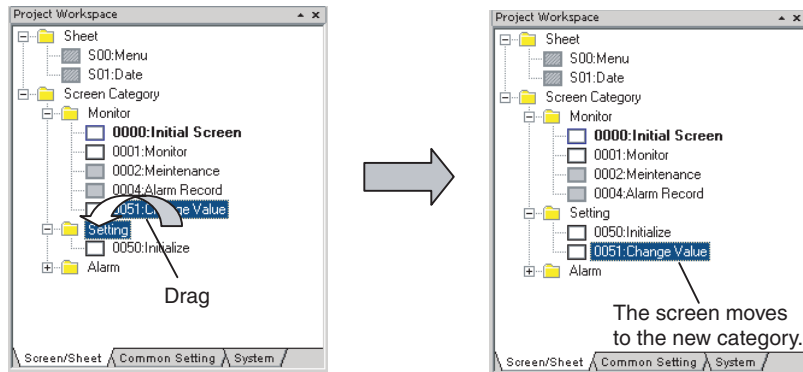 Project Workspace
Sheet
S00:Menu
S01:Date
Screen Category
Monitor
0000:Initial Screen
0001:Monitor
0002:Meintenance
0004:Alarm Record
0051:Change Value
Setting
0050:Initialize
Alarm
Drag
Screen/Sheet Common Setting System
Project Workspace
Sheet
S00:Menu
S01:Date
Screen Category
Monitor
0000:Initial Screen
0001:Monitor
0002:Meintenance
0004:Alarm Record
Setting
0050:Initialize
0051:Change Value
Alarm
The screen moves
to the new category.
Screen/Sheet Common Setting System